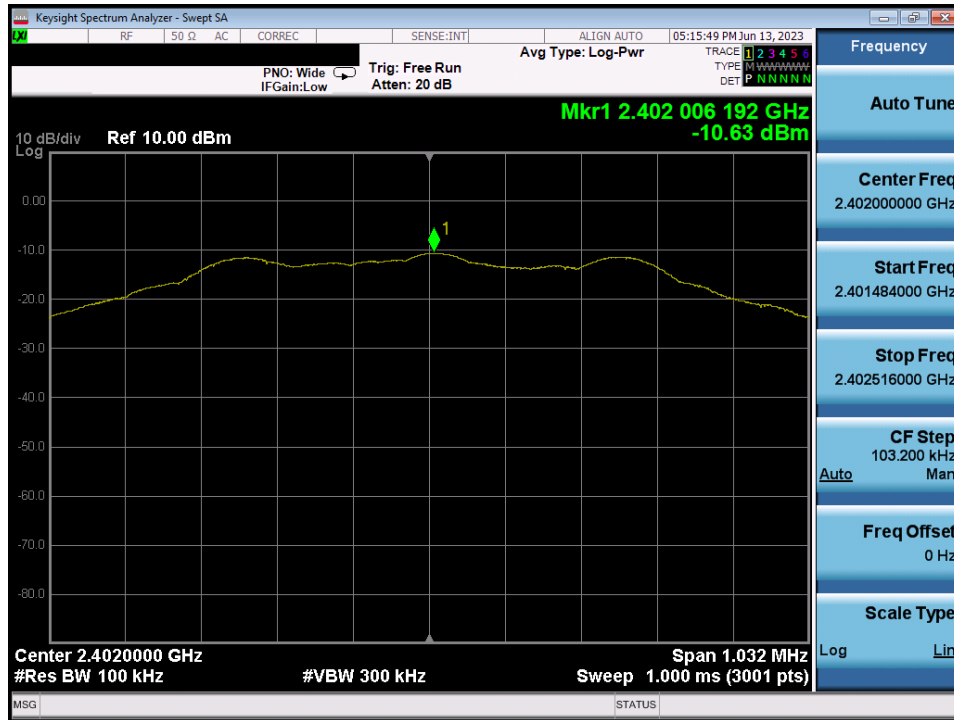 Keysight Spectrum Analyzer - Swept SA
LXI RF 50 Ω AC CORREC SENSE:INT ALIGN AUTO 05:15:49 PM Jun 13, 2023
Frequency
Avg Type: Log-Pwr
TRACE 1 2 3 4 5 6
PNO: Wide Trig: Free Run
TYPE M WWWWW
IFGain:Low Atten: 20 dB
DET P N N N N N
Auto Tune
Mkr1 2.402 006 192 GHz
-10.63 dBm
10 dB/div Ref 10.00 dBm
Log
1
0.00
-10.0
-20.0
-30.0
-40.0
-50.0
-60.0
-70.0
-80.0
Center 2.4020000 GHz Span 1.032 MHz
#Res BW 100 kHz #VBW 300 kHz Sweep 1.000 ms (3001 pts)
Center Freq
2.402000000 GHz
Start Freq
2.401484000 GHz
Stop Freq
2.402516000 GHz
CF Step
103.200 kHz
Auto Man
Freq Offset
0 Hz
Scale Type
Log Lin
MSG STATUS